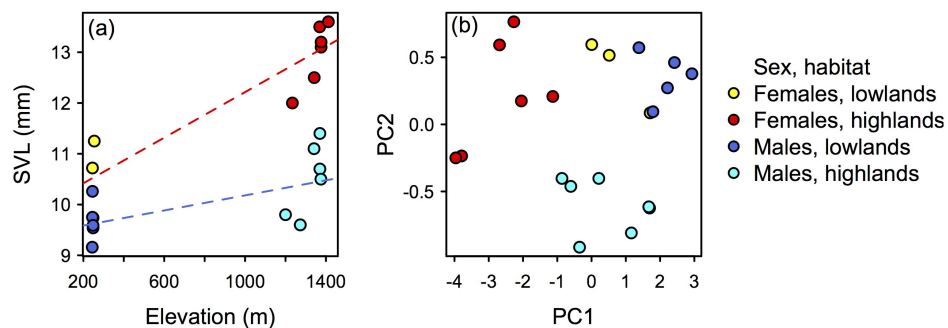 (a)
SVL (mm)
13
12
11
10
9
200 600 1000 1400
Elevation (m)
(b)
PC2
0.5
0.0
-0.5
-4 -3 -2 -1 0 1 2 3
PC1
Sex, habitat
Females, lowlands
Females, highlands
Males, lowlands
Males, highlands